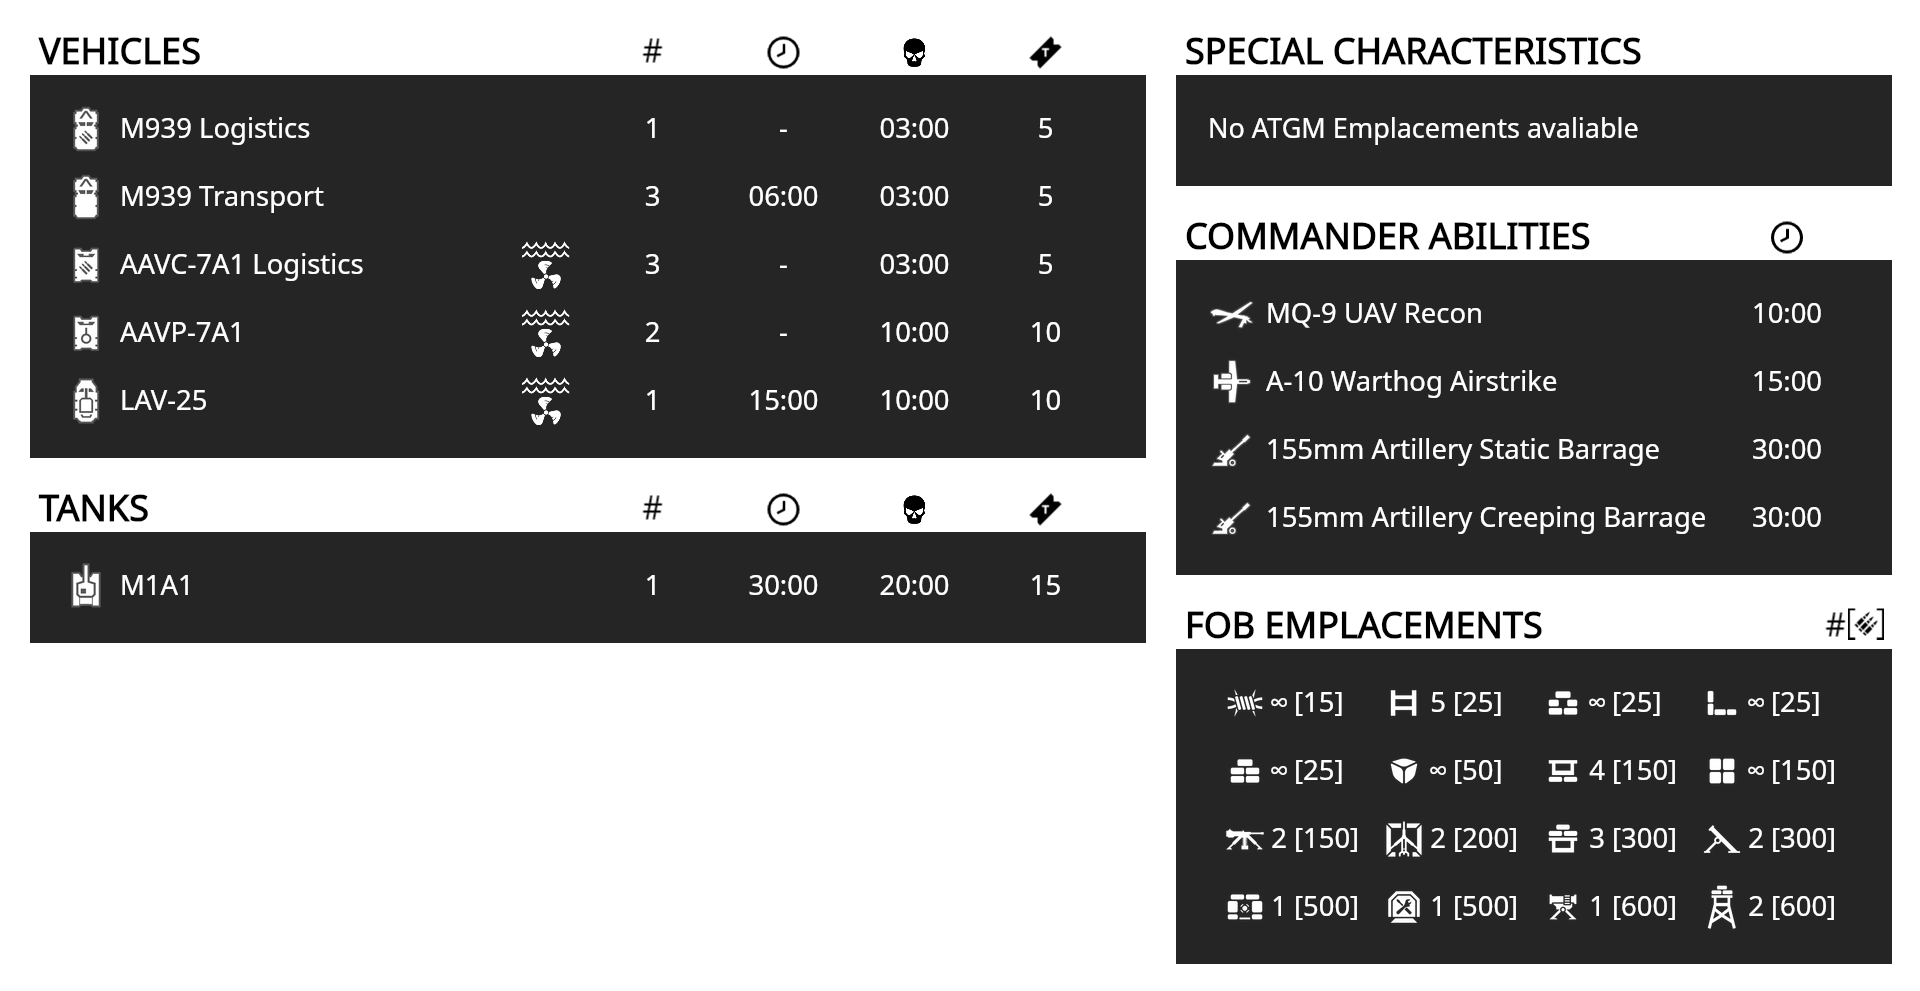 VEHICLES #
M939 Logistics 1 - 03:00 5
M939 Transport 3 06:00 03:00 5
AAVC-7A1 Logistics 3 - 03:00 5
AAVP-7A1 2 - 10:00 10
LAV-25 1 15:00 10:00 10
TANKS #
M1A1 1 30:00 20:00 15
SPECIAL CHARACTERISTICS
No ATGM Emplacements avaliable
COMMANDER ABILITIES
MQ-9 UAV Recon 10:00
A-10 Warthog Airstrike 15:00
155mm Artillery Static Barrage 30:00
155mm Artillery Creeping Barrage 30:00
FOB EMPLACEMENTS #[]
∞ [15] 5 [25] ∞ [25] ∞ [25]
∞ [25] ∞ [50] 4 [150] ∞ [150]
2 [150] 2 [200] 3 [300] 2 [300]
1 [500] 1 [500] 1 [600] 2 [600]